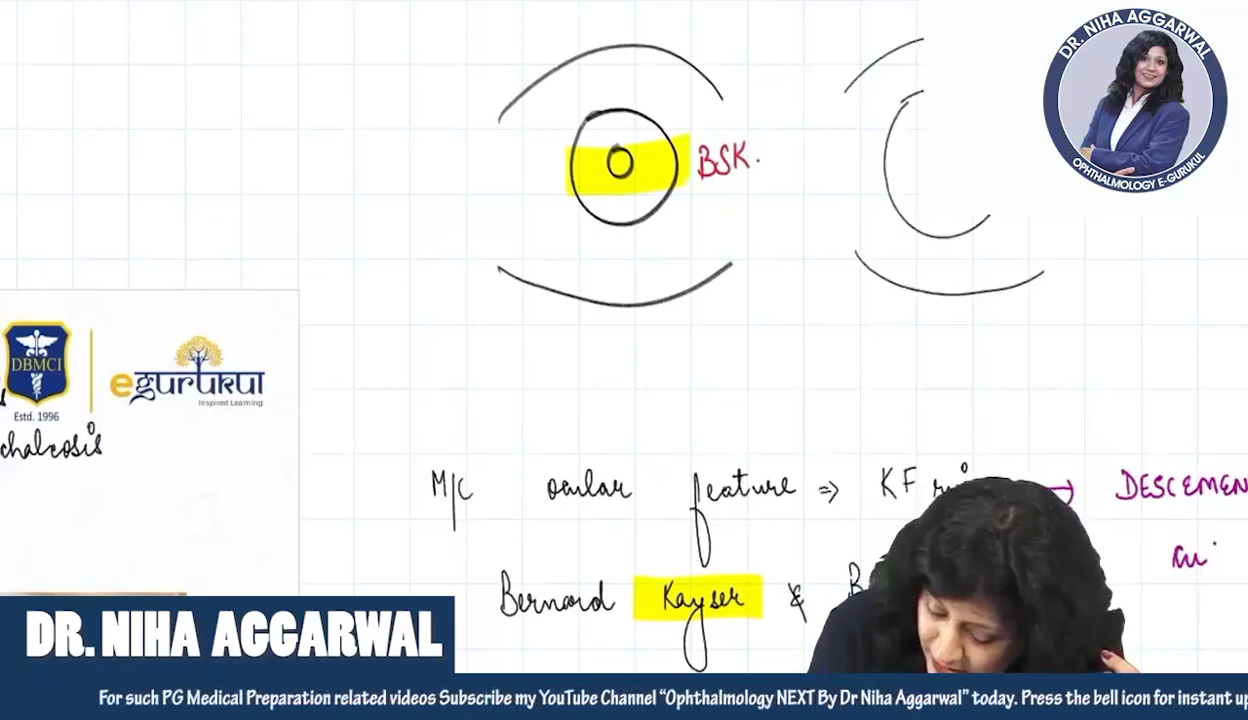 DR. NIHA AGGARWAL
OPHTHALMOLOGY E-GURUKUL
BSK.
DBMCI
Estd. 1996
egurukul
Inspired Learning
chalcosis
M/C ocular feature => KF → DESCEMEN
cu
Bernard Kayser &
DR. NIHA AGGARWAL
For such PG Medical Preparation related videos Subscribe my YouTube Channel “Ophthalmology NEXT By Dr Niha Aggarwal” today. Press the bell icon for instant up